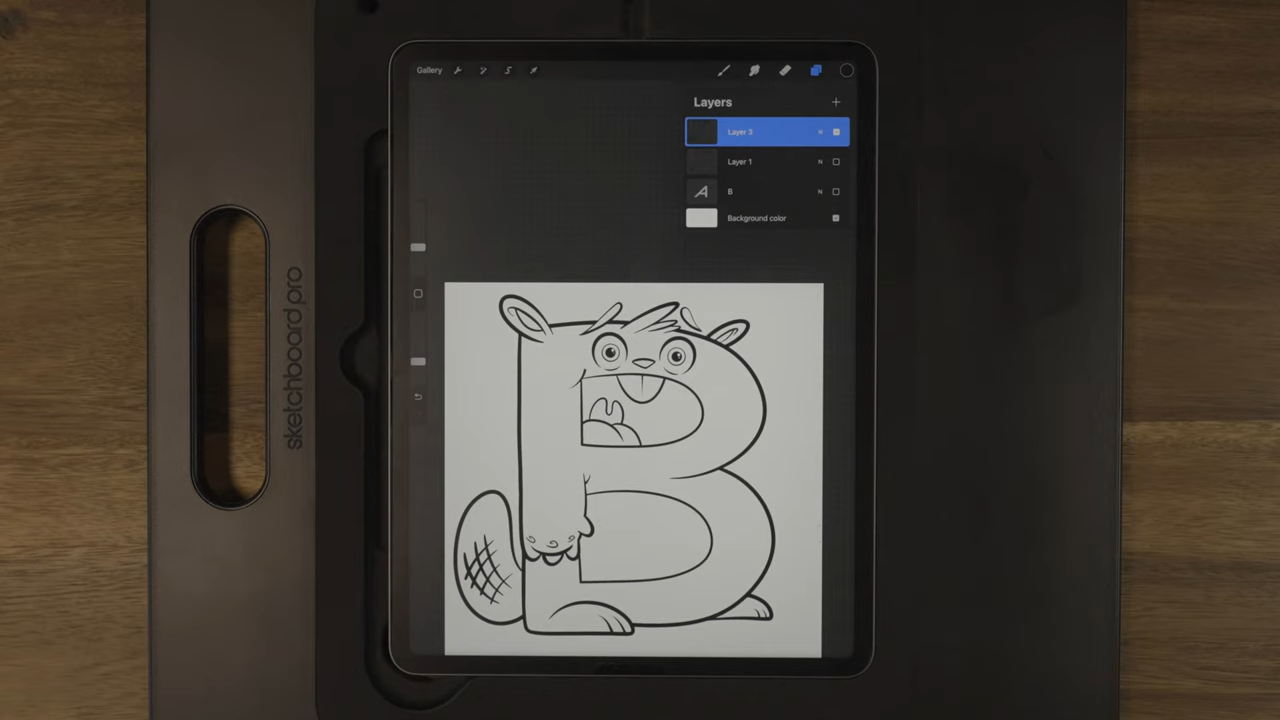 Gallery
Layers
Layer 3 N
Layer 1 N
A B N
Background color
sketchboard pro